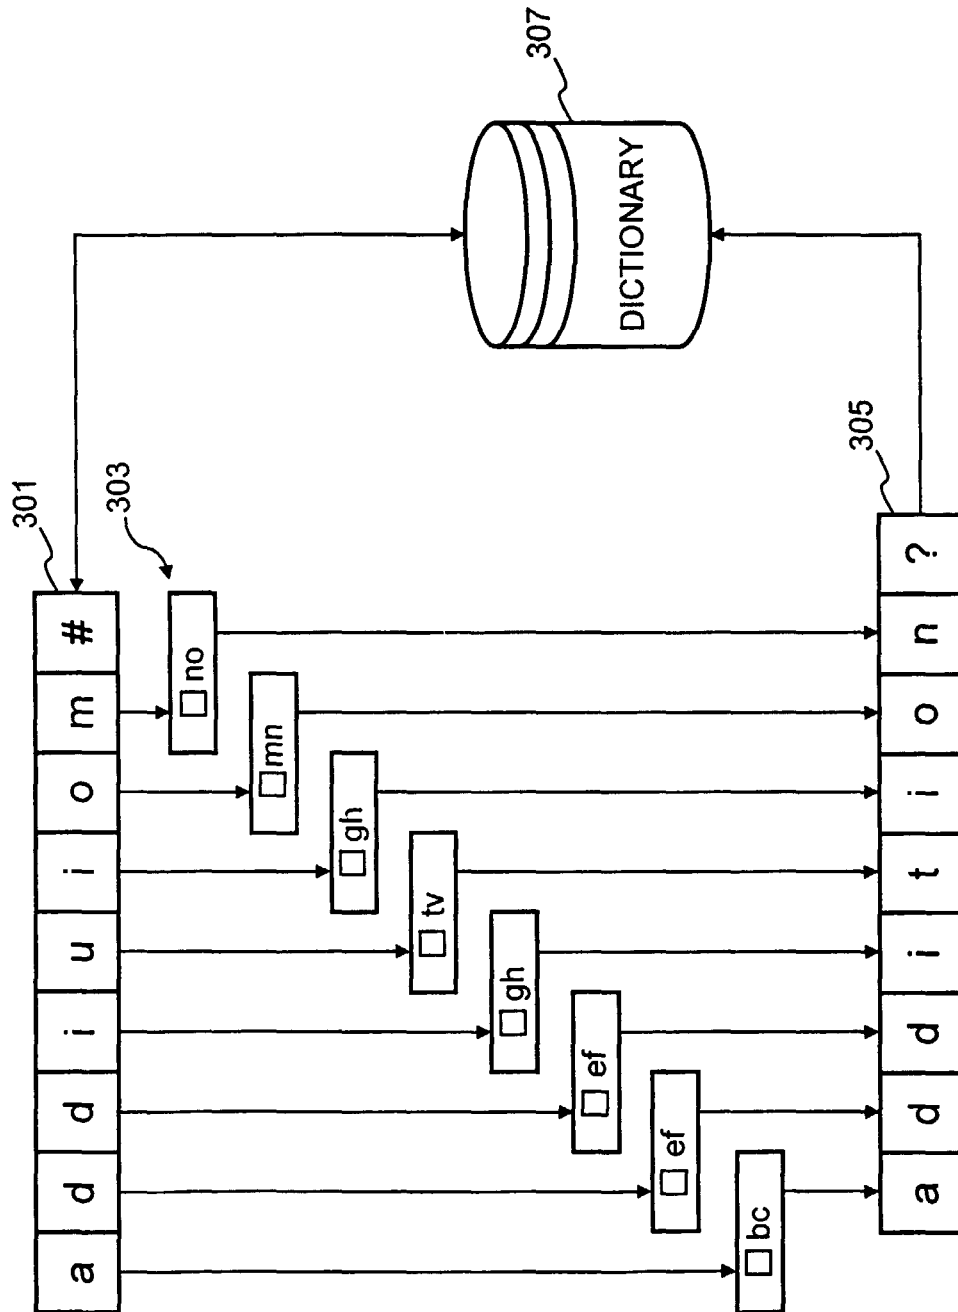 301
a d d i u i o m #
303
□ no
□ mn
□ gh
□ tv
□ gh
□ ef
□ ef
□ bc
305
a d d i t i o n ?
307
DICTIONARY